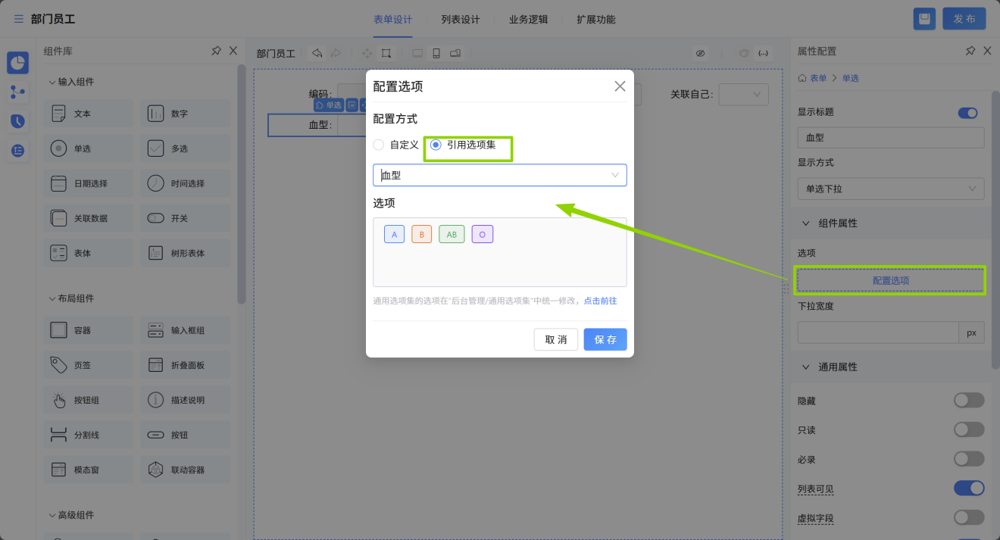 部门员工
表单设计
列表设计
业务逻辑
扩展功能
发 布
组件库
输入组件
文本
数字
单选
多选
日期选择
时间选择
关联数据
开关
表体
树形表体
布局组件
容器
输入框组
页签
折叠面板
按钮组
描述说明
分割线
按钮
模态窗
联动容器
高级组件
部门员工
编码:
单选
血型:
关联自己:
配置选项
配置方式
自定义
引用选项集
血型
选项
A
B
AB
O
通用选项集的选项在"后台管理/通用选项集"中统一修改，点击前往
取 消
保 存
属性配置
表单 > 单选
显示标题
血型
显示方式
单选下拉
组件属性
选项
配置选项
下拉宽度
px
通用属性
隐藏
只读
必录
列表可见
虚拟字段